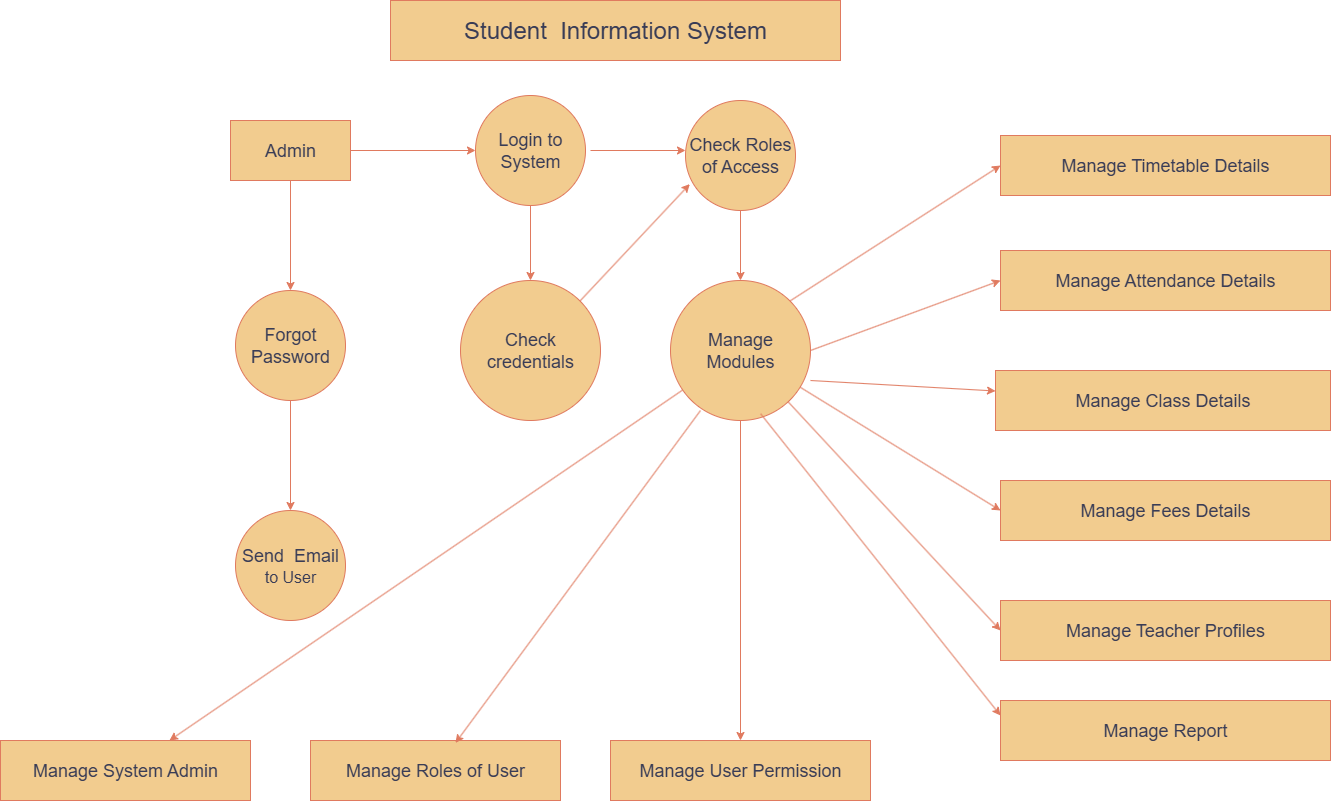 Student  Information System
Admin
Login to
System
Check Roles
of Access
Manage Timetable Details
Manage Attendance Details
Forgot
Password
Check
credentials
Manage
Modules
Manage Class Details
Manage Fees Details
Send  Email
to User
Manage Teacher Profiles
Manage Report
Manage System Admin
Manage Roles of User
Manage User Permission